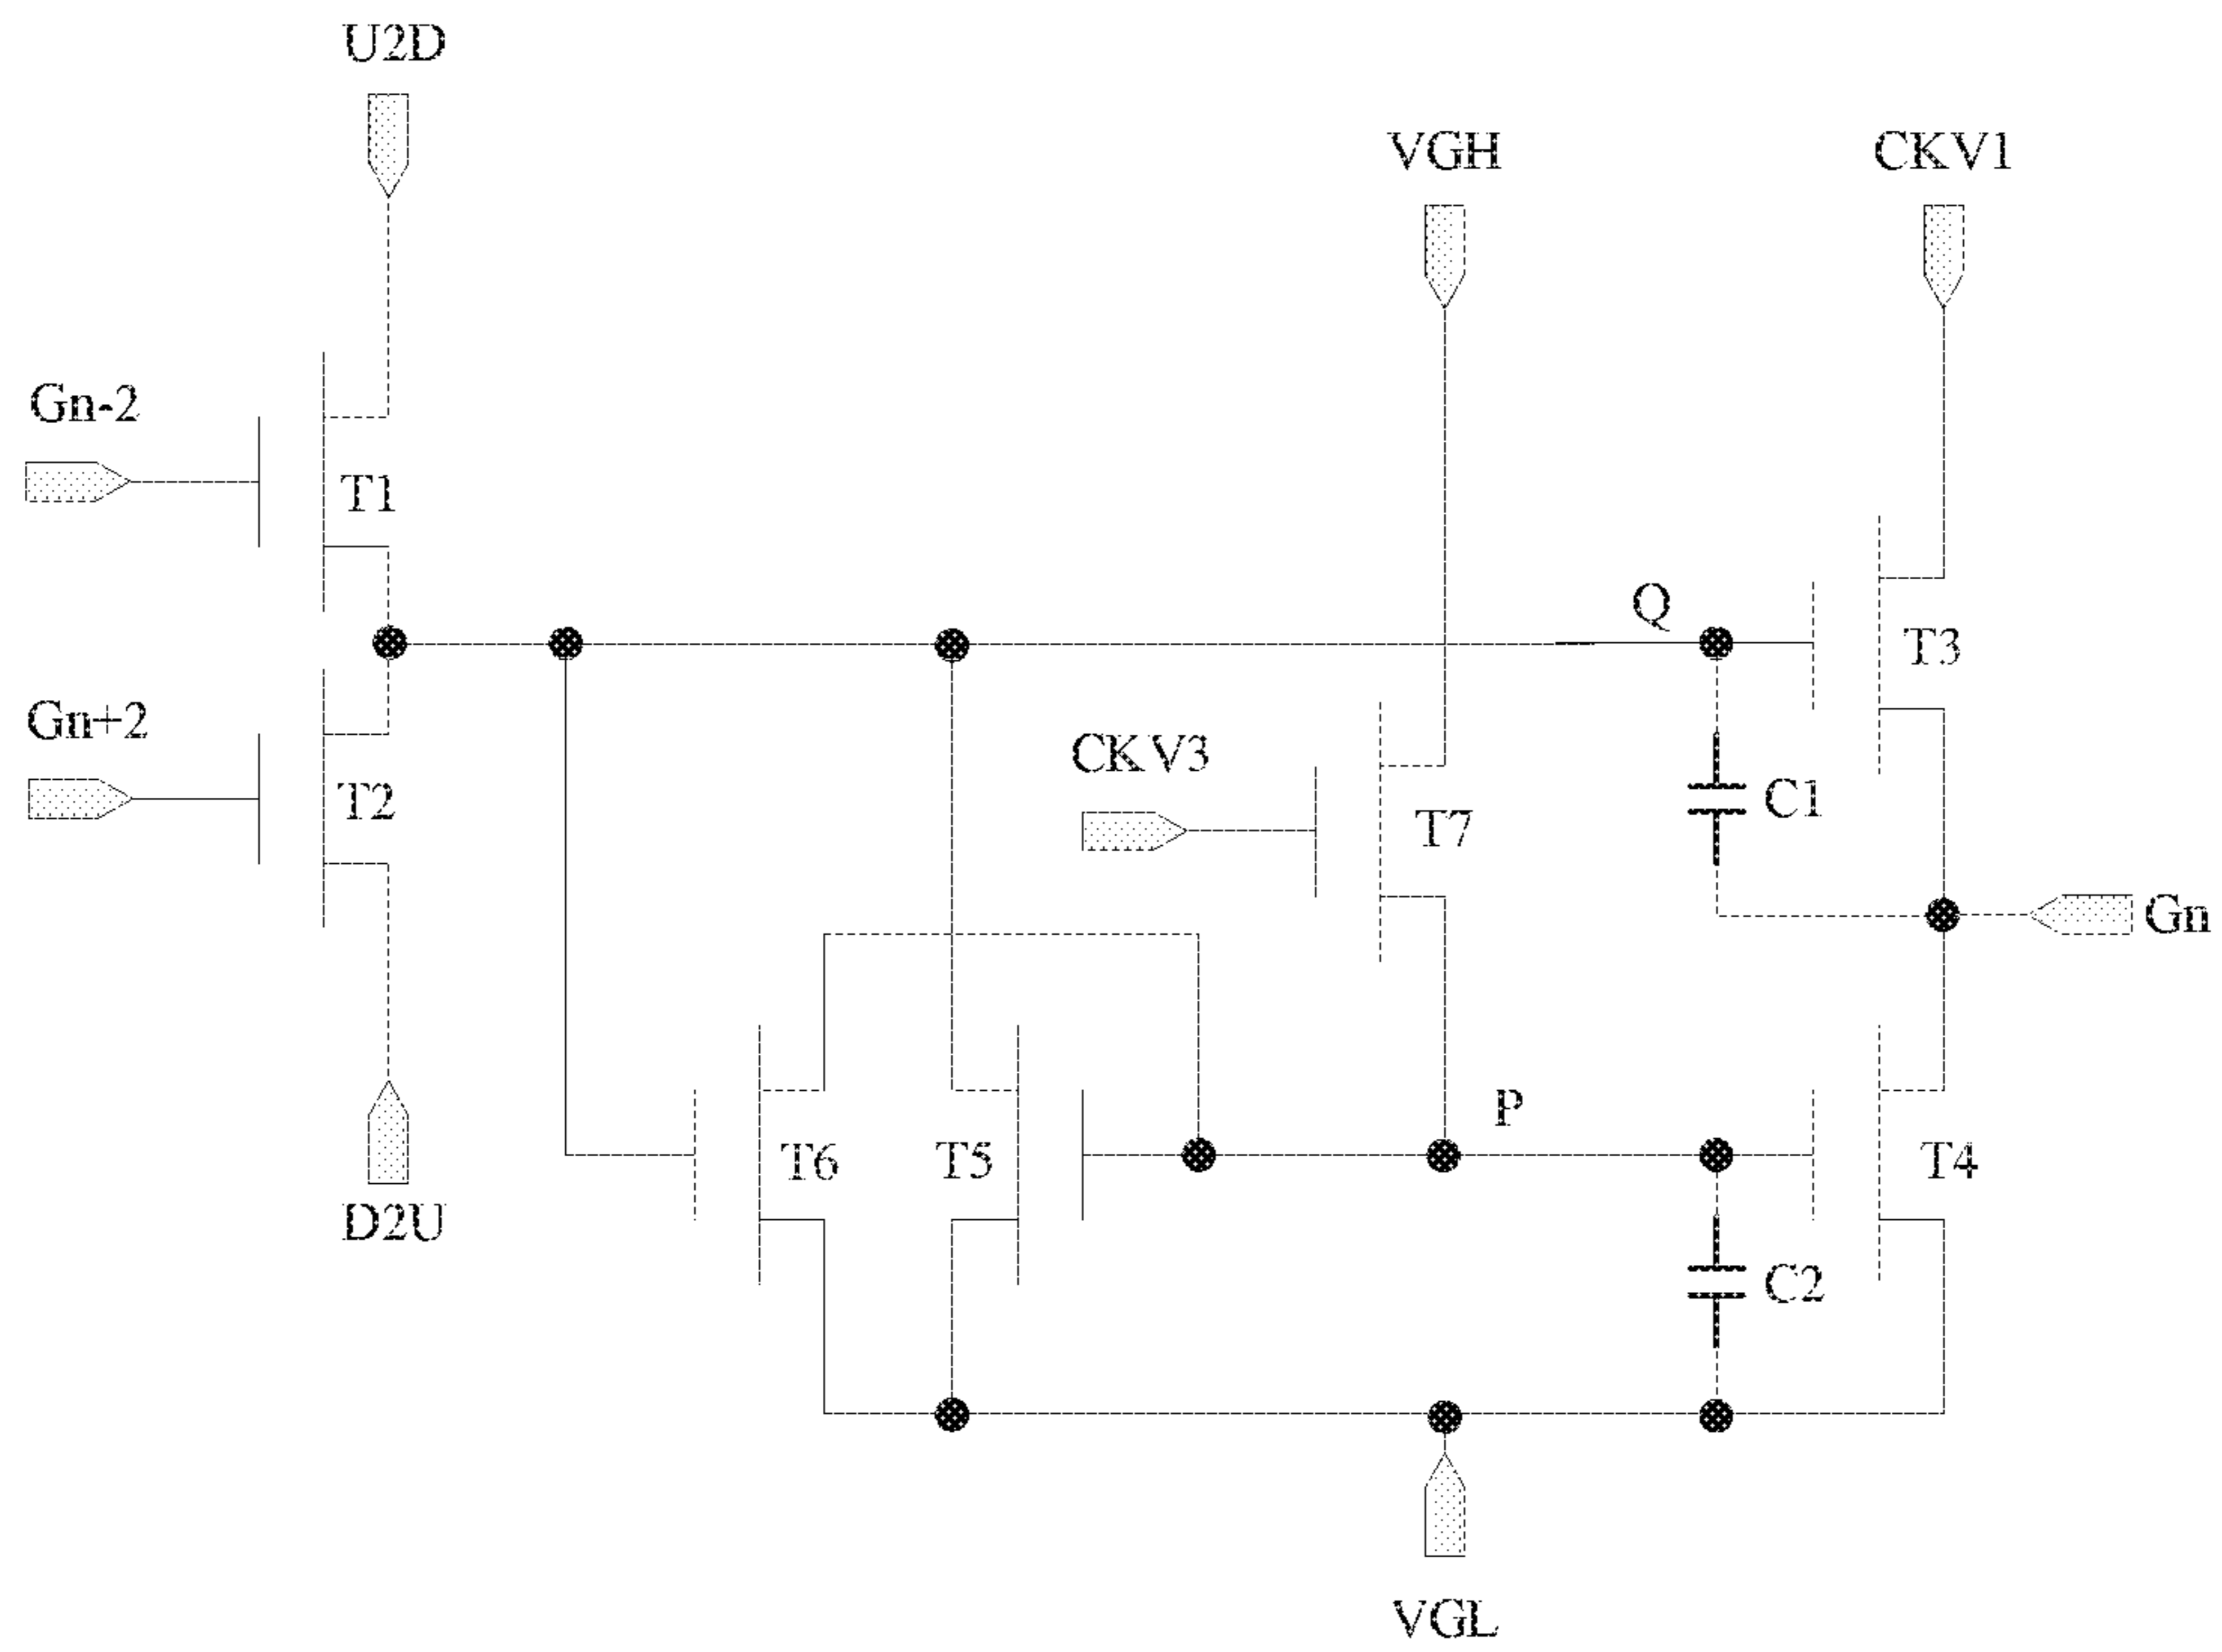 U2D
VGH
CKV1
Gn-2
T1
Q
T3
Gn+2
CKV3
T2
C1
T7
Gn
P
T6
T5
T4
D2U
C2
VGL